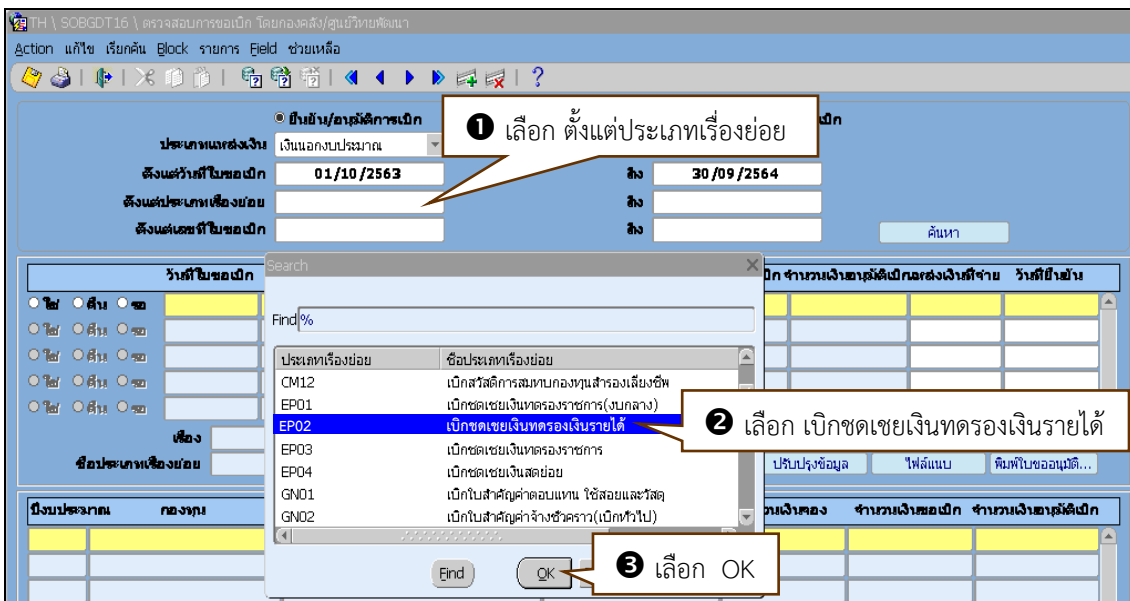 TH \ SOBGDT16 \ ตรวจสอบการขอเบิก โดยกองคลัง/ศูนย์วิทยพัฒนา
Action แก้ไข เรียกค้น Block รายการ Field ช่วยเหลือ
ยืนยัน/อนุมัติการเบิก
❶ เลือก ตั้งแต่ประเภทเรื่องย่อย
ประเภทแหล่งเงิน เงินนอกงบประมาณ
ตั้งแต่วันที่ใบขอเบิก 01/10/2563 ถึง 30/09/2564
ตั้งแต่ประเภทเรื่องย่อย ถึง
ตั้งแต่เลขที่ใบขอเบิก ถึง ค้นหา
วันที่ใบขอเบิก จำนวนเงินอนุมัติเบิก แหล่งเงินที่จ่าย วันที่ยืนยัน
ใช่ คืน รอ
ใช่ คืน รอ
ใช่ คืน รอ
ใช่ คืน รอ
ใช่ คืน รอ
เรื่อง
ชื่อประเภทเรื่องย่อย
Search
Find %
ประเภทเรื่องย่อย ชื่อประเภทเรื่องย่อย
CM12 เบิกสวัสดิการสมทบกองทุนสำรองเลี้ยงชีพ
EP01 เบิกชดเชยเงินทดรองราชการ(งบกลาง)
EP02 เบิกชดเชยเงินทดรองเงินรายได้
EP03 เบิกชดเชยเงินทดรองราชการ
EP04 เบิกชดเชยเงินสดย่อย
GN01 เบิกใบสำคัญค่าตอบแทน ใช้สอยและวัสดุ
GN02 เบิกใบสำคัญค่าจ้างชั่วคราว(เบิกทั่วไป)
Find OK
❷ เลือก เบิกชดเชยเงินทดรองเงินรายได้
ปรับปรุงข้อมูล ไฟล์แนบ พิมพ์ใบขออนุมัติ...
ปีงบประมาณ กองทุน จำนวนเงินขอเบิก จำนวนเงินอนุมัติเบิก
❸ เลือก OK